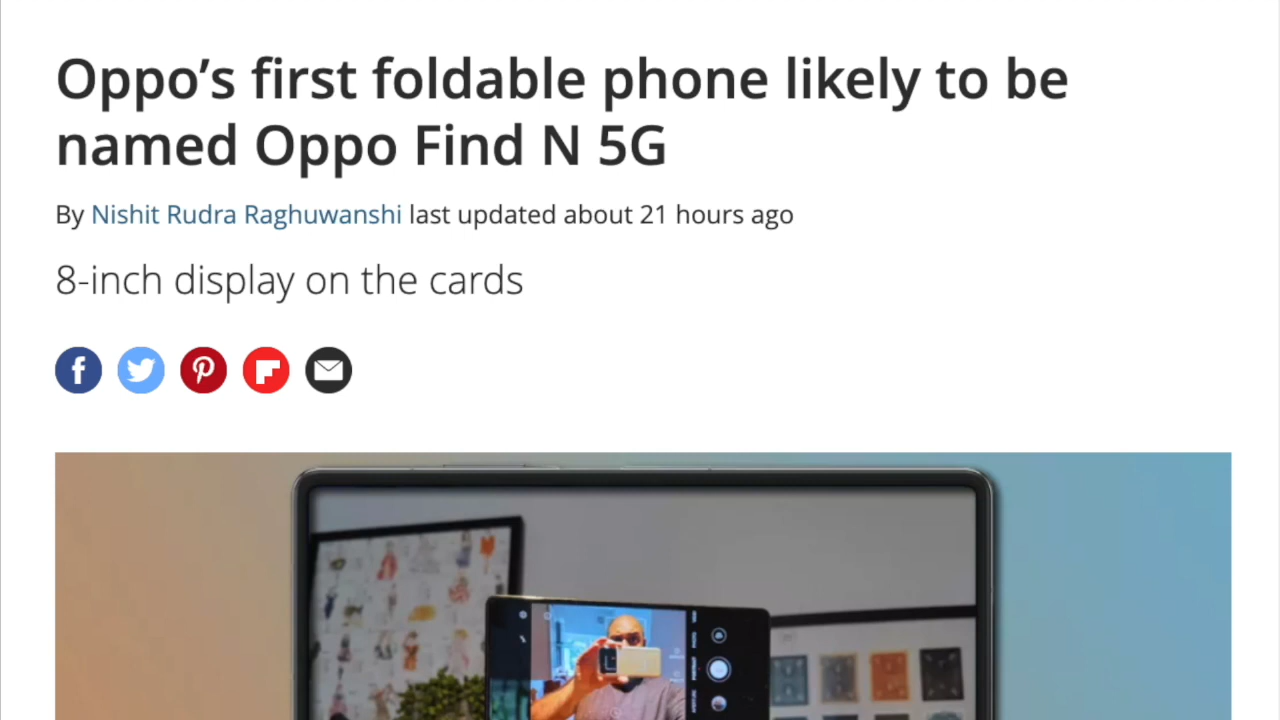 Oppo’s first foldable phone likely to be
named Oppo Find N 5G
By Nishit Rudra Raghuwanshi last updated about 21 hours ago
8-inch display on the cards